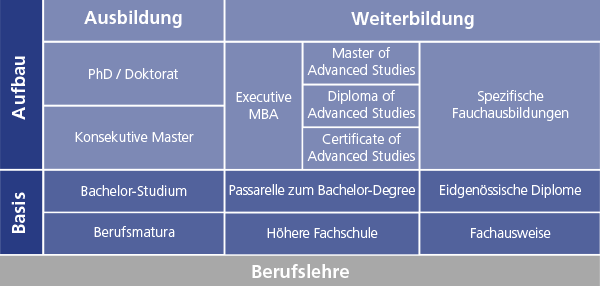 Ausbildung
Weiterbildung
Aufbau
PhD / Doktorat
Konsekutive Master
Executive
MBA
Master of
Advanced Studies
Diploma of
Advanced Studies
Certificate of
Advanced Studies
Spezifische
Fauchausbildungen
Basis
Bachelor-Studium
Passarelle zum Bachelor-Degree
Eidgenössische Diplome
Berufsmatura
Höhere Fachschule
Fachausweise
Berufslehre